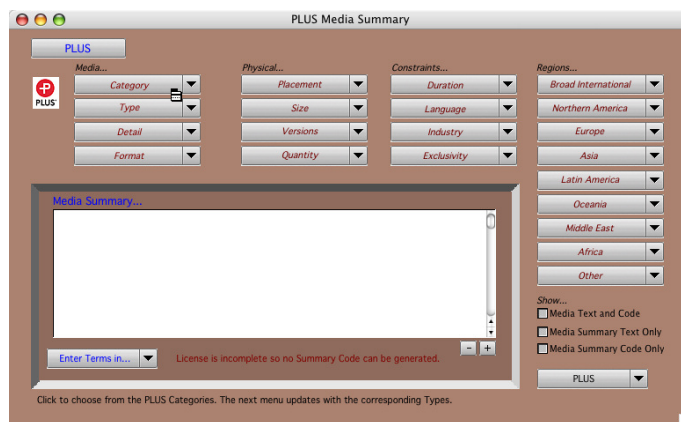 PLUS Media Summary
PLUS
Media...
Physical...
Constraints...
Regions...
PLUS
Category
Placement
Duration
Broad International
Type
Size
Language
Northern America
Detail
Versions
Industry
Europe
Format
Quantity
Exclusivity
Asia
Latin America
Oceania
Middle East
Africa
Other
Media Summary...
Show...
Media Text and Code
Media Summary Text Only
Media Summary Code Only
- +
Enter Terms in...
License is incomplete so no Summary Code can be generated.
PLUS
Click to choose from the PLUS Categories. The next menu updates with the corresponding Types.